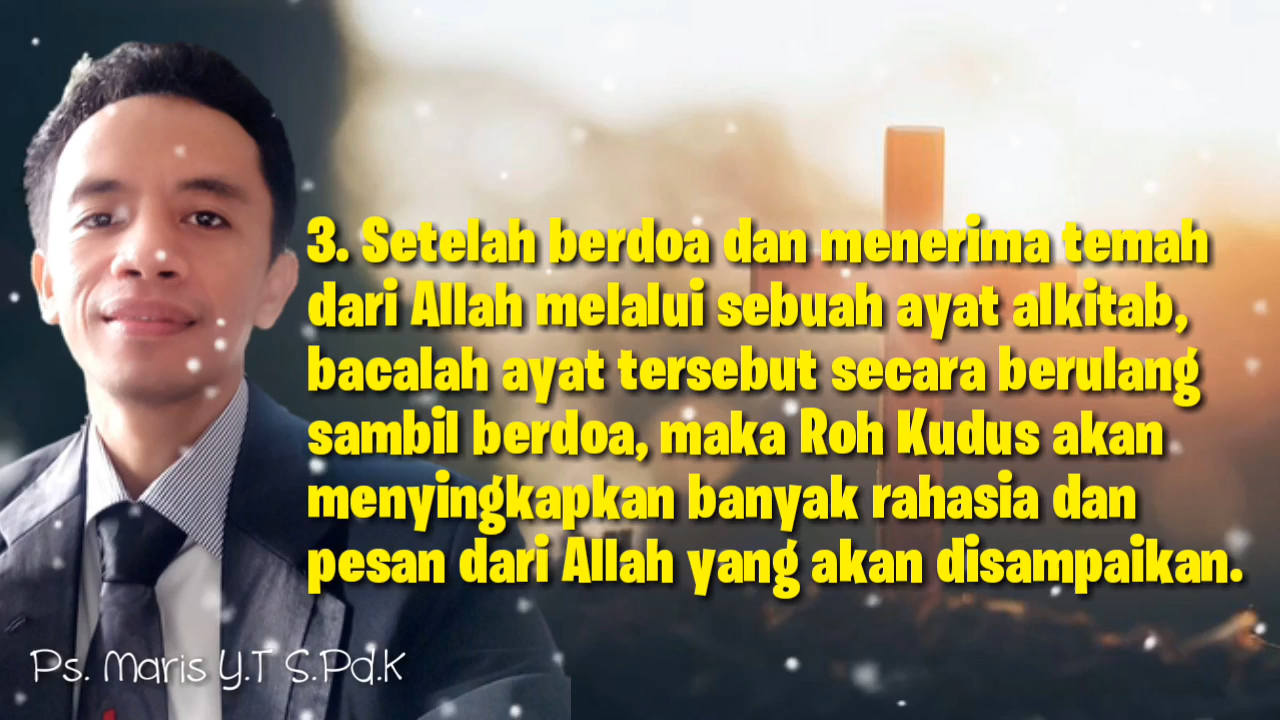 3. Setelah berdoa dan menerima temah
dari Allah melalui sebuah ayat alkitab,
bacalah ayat tersebut secara berulang
sambil berdoa, maka Roh Kudus akan
menyingkapkan banyak rahasia dan
pesan dari Allah yang akan disampaikan.
Ps. Maris Y.T S.Pd.K